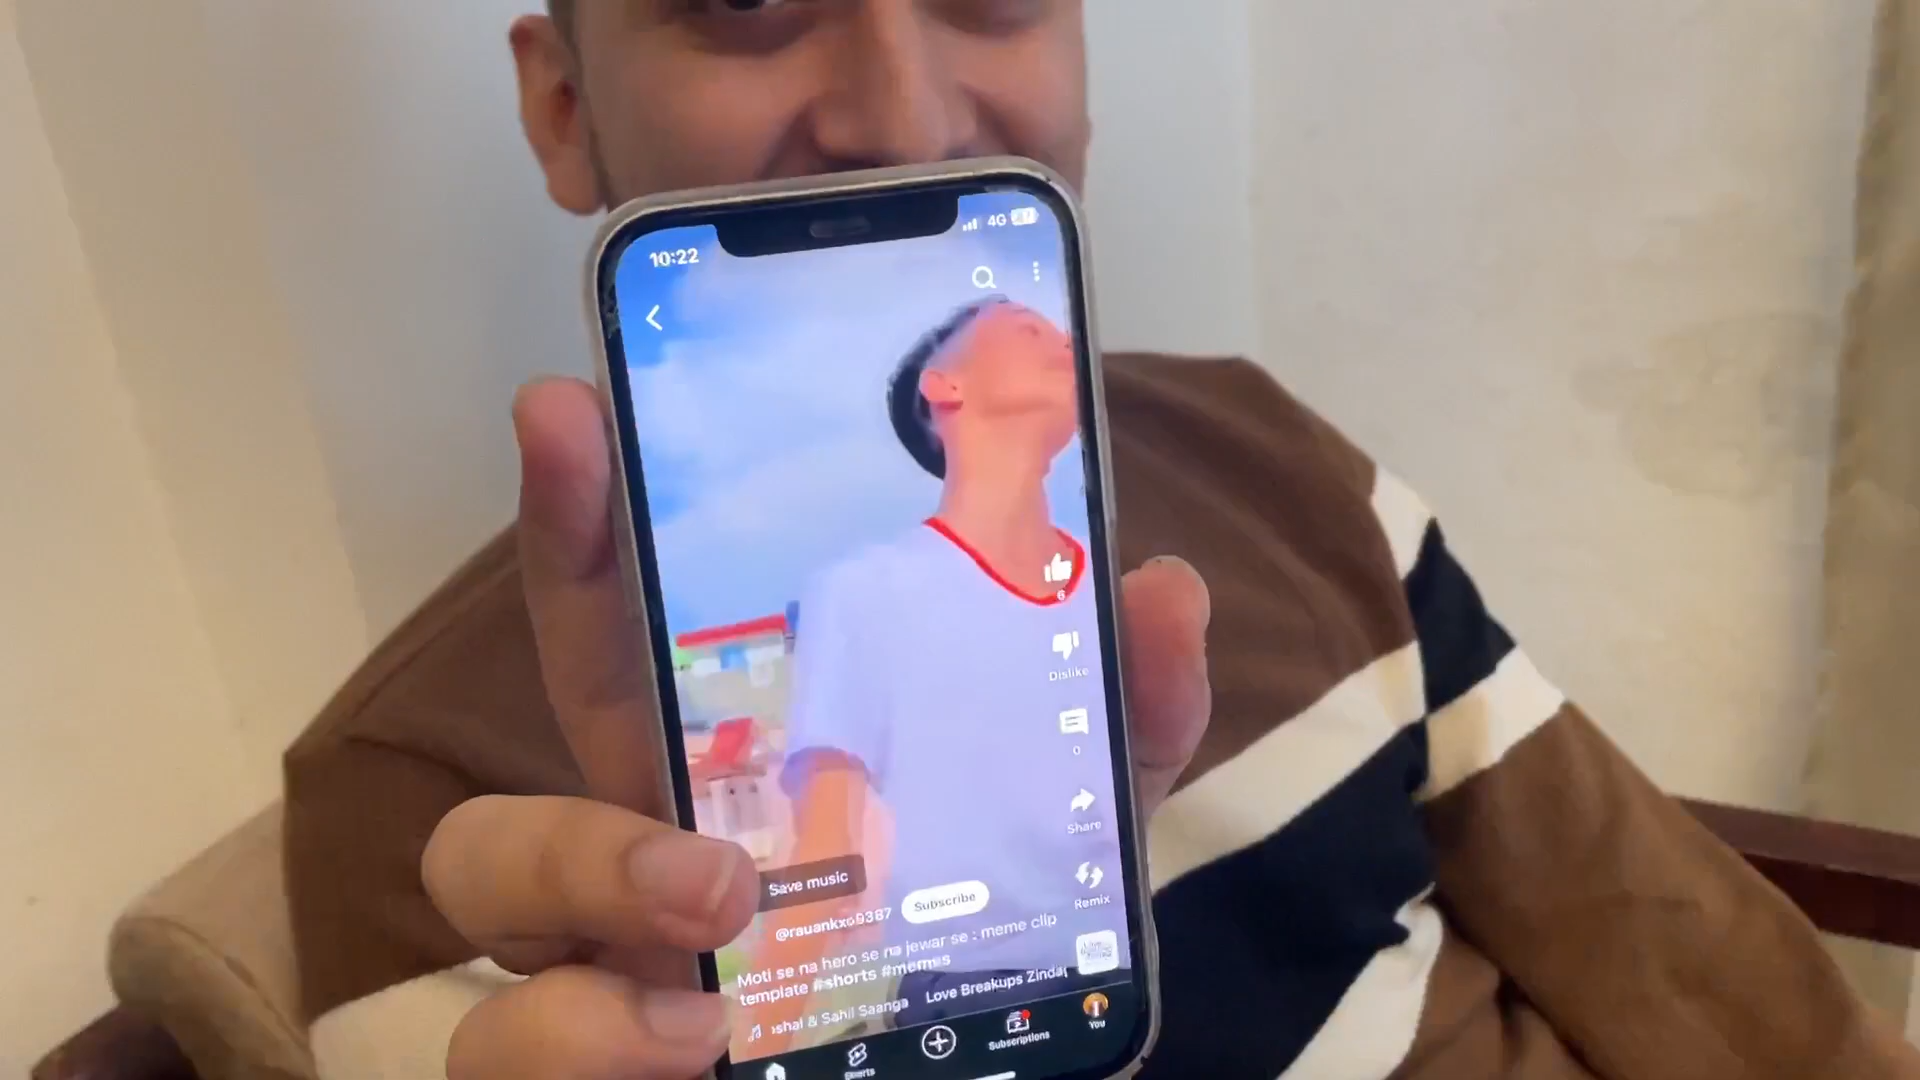 10:22
4G
6
Dislike
0
Share
Remix
Save music
@rauankxo9387
Subscribe
Moti se na hero se na jewar se : meme clip
template #shorts #memes
shal & Sahil Saanga Love Breakups Zinda
Shorts
Subscriptions
You